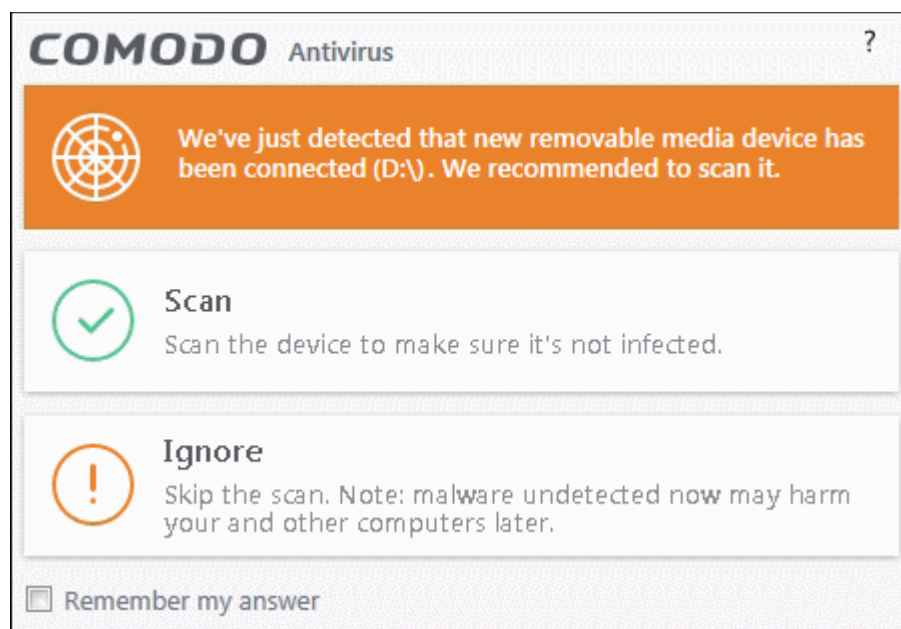 COMODO Antivirus ?
We've just detected that new removable media device has
been connected (D:\). We recommended to scan it.
Scan
Scan the device to make sure it's not infected.
Ignore
Skip the scan. Note: malware undetected now may harm
your and other computers later.
Remember my answer